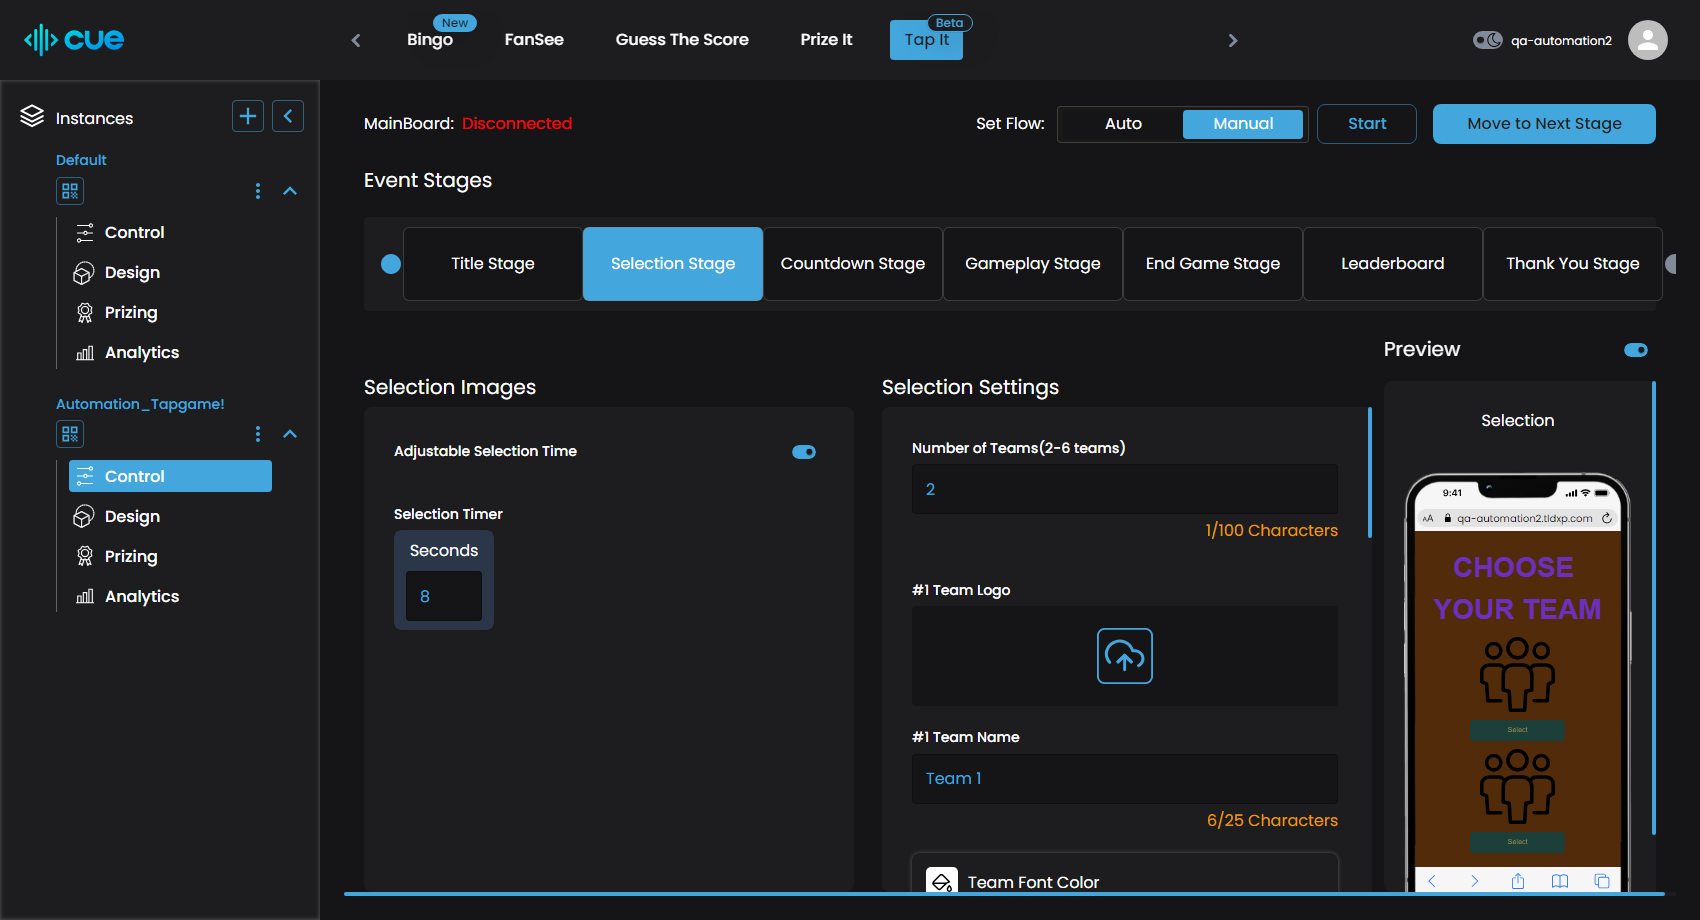 cue
New
Bingo
FanSee
Guess The Score
Prize It
Beta
Tap It
qa-automation2
Instances
Default
Control
Design
Prizing
Analytics
Automation_Tapgame!
Control
Design
Prizing
Analytics
MainBoard: Disconnected
Set Flow:
Auto
Manual
Start
Move to Next Stage
Event Stages
Title Stage
Selection Stage
Countdown Stage
Gameplay Stage
End Game Stage
Leaderboard
Thank You Stage
Selection Images
Adjustable Selection Time
Selection Timer
Seconds
8
Selection Settings
Number of Teams(2-6 teams)
2
1/100 Characters
#1 Team Logo
#1 Team Name
Team 1
6/25 Characters
Team Font Color
Preview
Selection
9:41
AA qa-automation2.tldxp.com
CHOOSE
YOUR TEAM
Select
Select